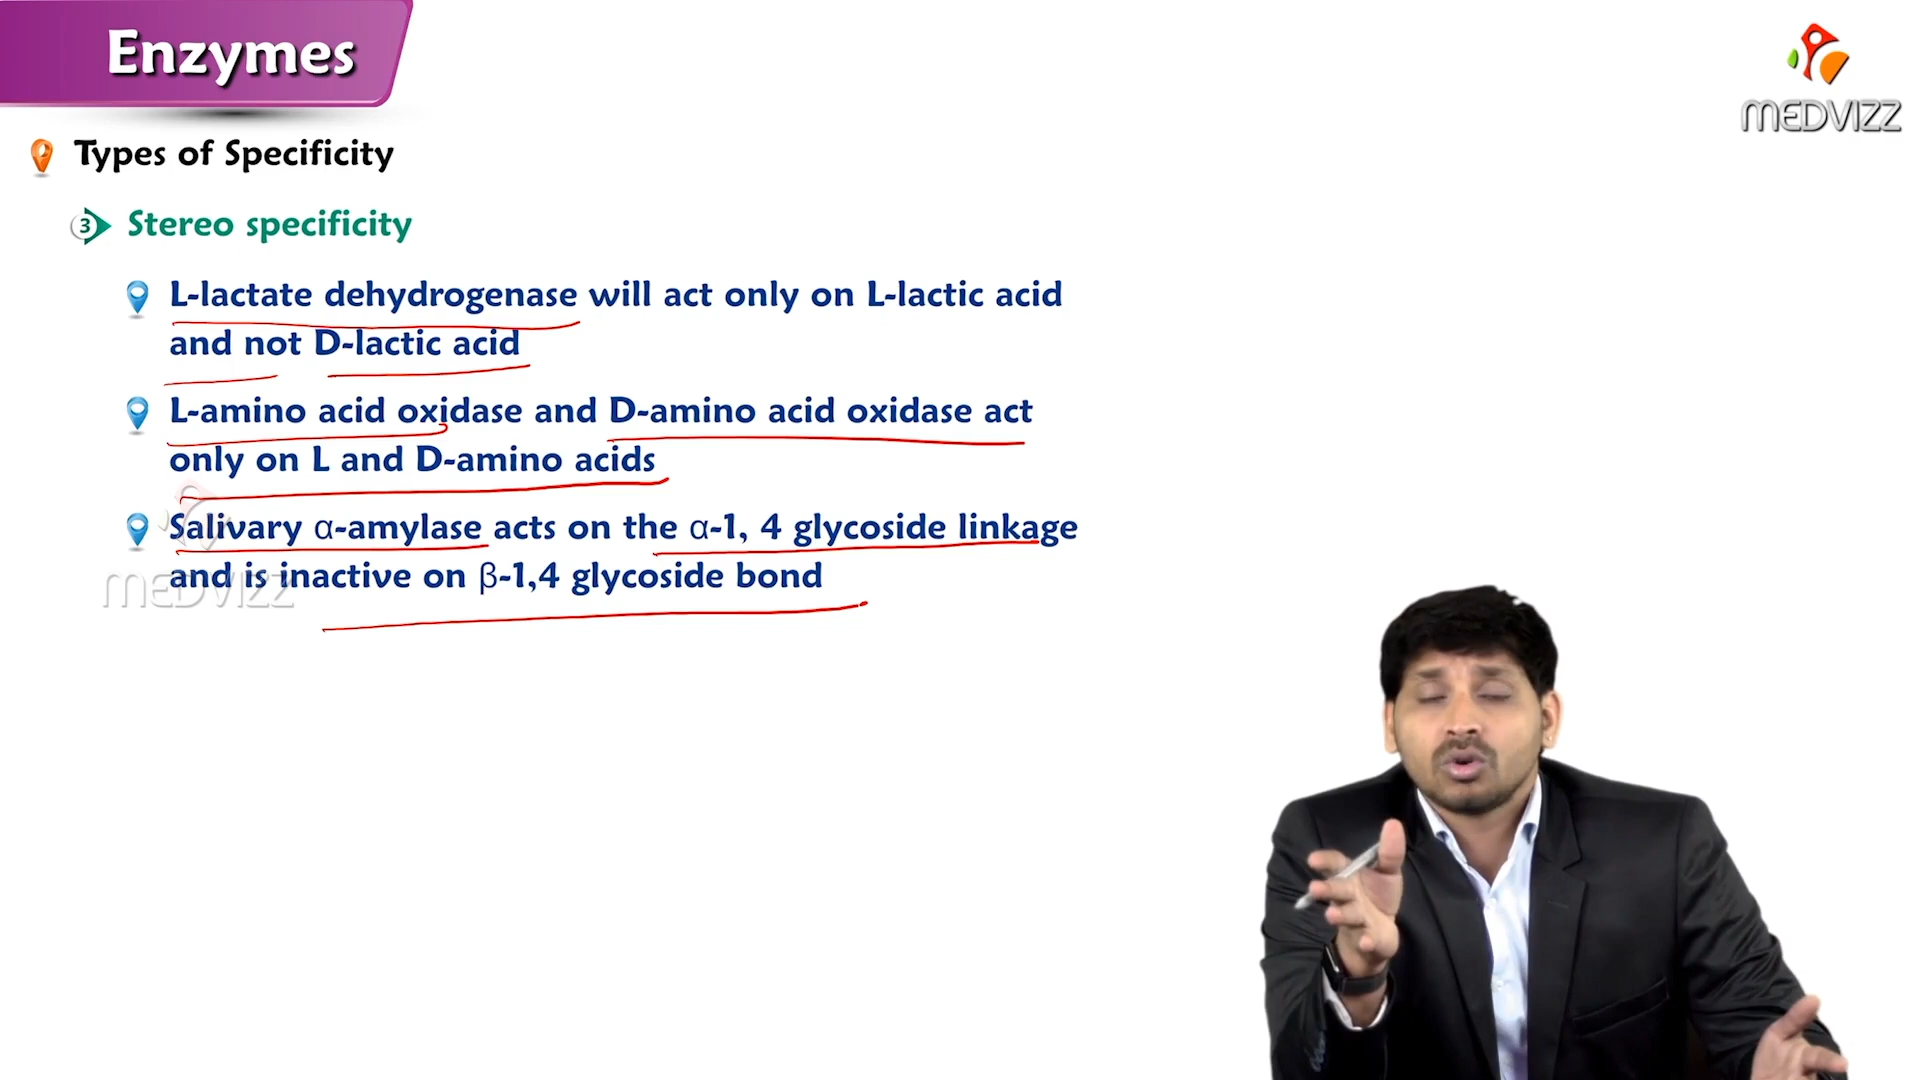 Enzymes
MEDVIZZ
Types of Specificity
3 Stereo specificity
L-lactate dehydrogenase will act only on L-lactic acid
and not D-lactic acid
L-amino acid oxidase and D-amino acid oxidase act
only on L and D-amino acids
Salivary α-amylase acts on the α-1, 4 glycoside linkage
and is inactive on β-1,4 glycoside bond
MEDVIZZ